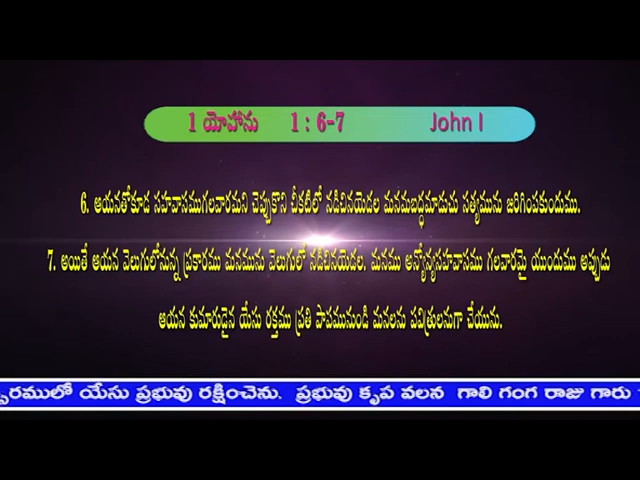 1 యోహాను 1 : 6-7 John I
6. ఆయనతోకూడ సహవాసముగలవారమని చెప్పుకొని చీకటిలో నడిచినయెడల మనమబద్ధమాడుచు సత్యమును జరిగింపకుందుము.
7. అయితే ఆయన వెలుగులోనున్న ప్రకారము మనమును వెలుగులో నడిచినయెడల. మనము అన్యోన్యసహవాసము గలవారమై యుందుము అప్పుడు
ఆయన కుమారుడైన యేసు రక్తము ప్రతి పాపమునుండి మనలను పవిత్రులనుగా చేయును.
యేసు ప్రభువు రక్షించెను. ప్రభువు కృప వలన గాలి గంగ రాజు గారు